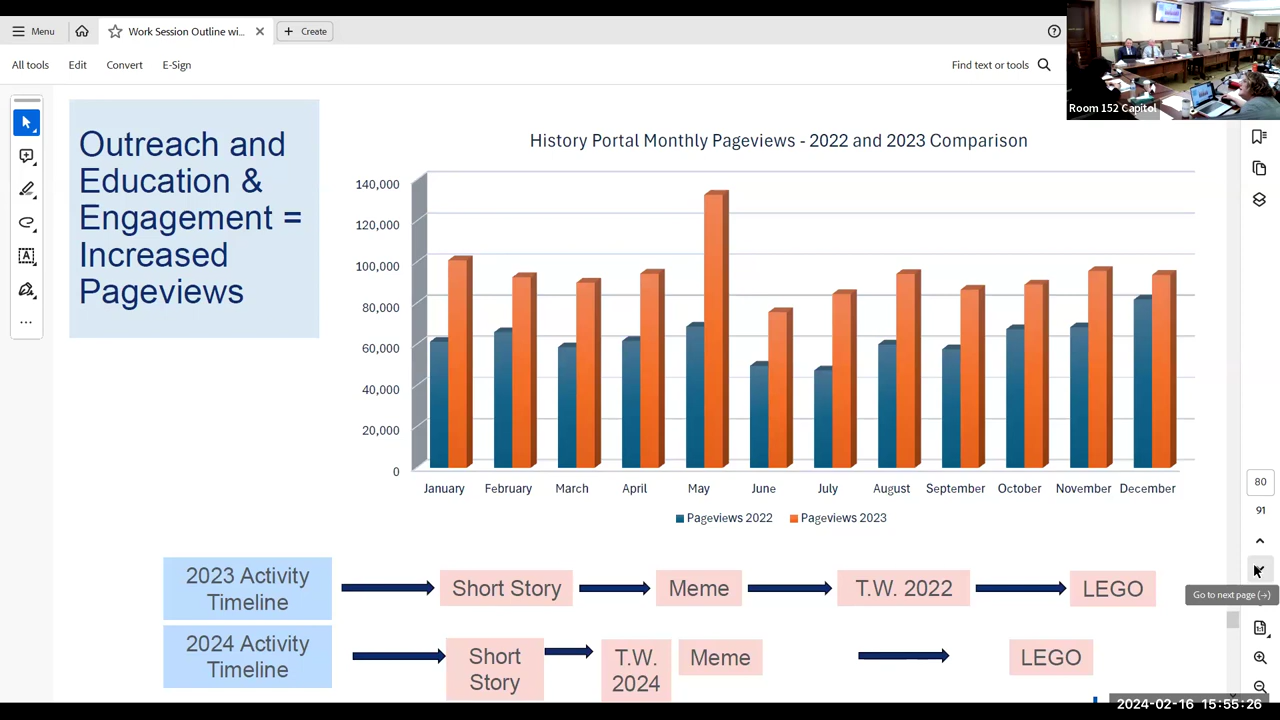 Menu
Work Session Outline wi...
Create
All tools
Edit
Convert
E-Sign
Find text or tools
Room 152 Capitol
Outreach and
Education &
Engagement =
Increased
Pageviews
History Portal Monthly Pageviews - 2022 and 2023 Comparison
140,000
120,000
100,000
80,000
60,000
40,000
20,000
0
January February March April May June July August September October November December
Pageviews 2022 Pageviews 2023
80
91
Go to next page (→)
2023 Activity
Timeline
Short Story
Meme
T.W. 2022
LEGO
2024 Activity
Timeline
Short
Story
T.W.
2024
Meme
LEGO
2024-02-16 15:55:26